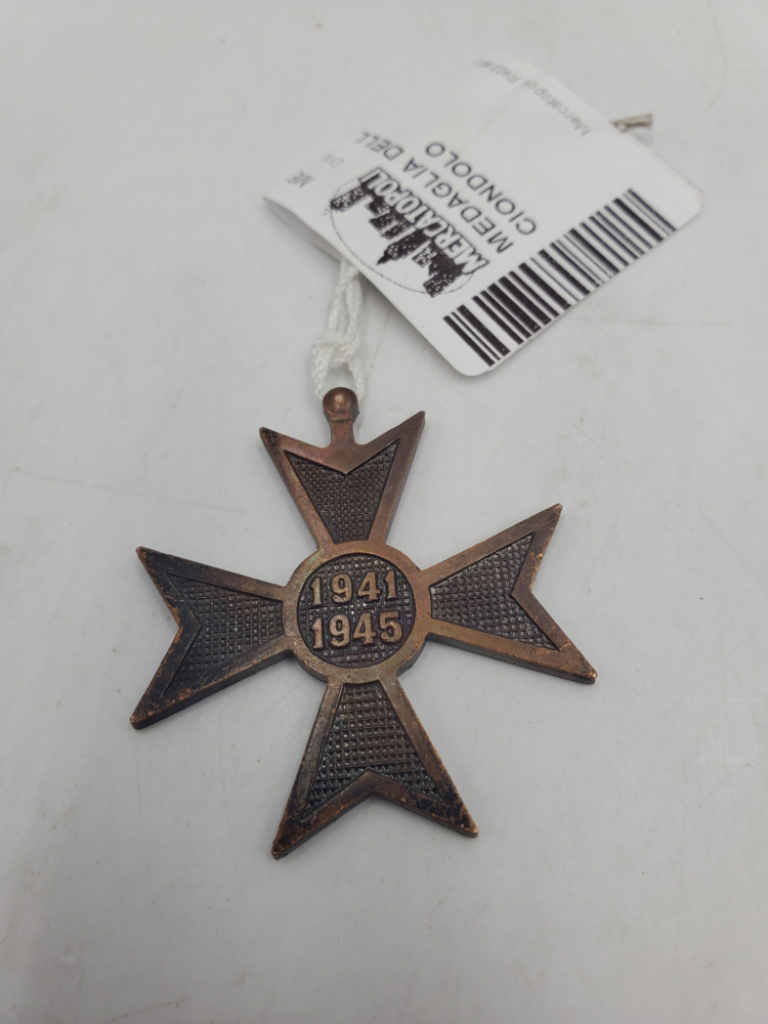 1941
1945
MERCATOPOLI
MEDAGLIA DELL
CIONDOLO